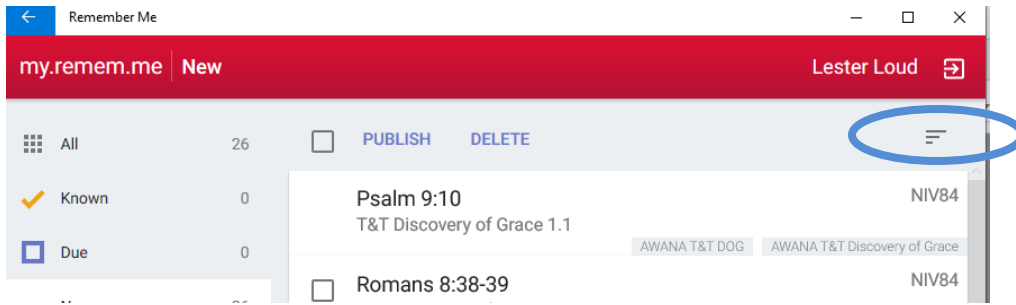 Remember Me
my.remem.me New Lester Loud
All 26
PUBLISH DELETE
Known 0
Due 0
Psalm 9:10 NIV84
T&T Discovery of Grace 1.1
AWANA T&T DOG AWANA T&T Discovery of Grace
Romans 8:38-39 NIV84